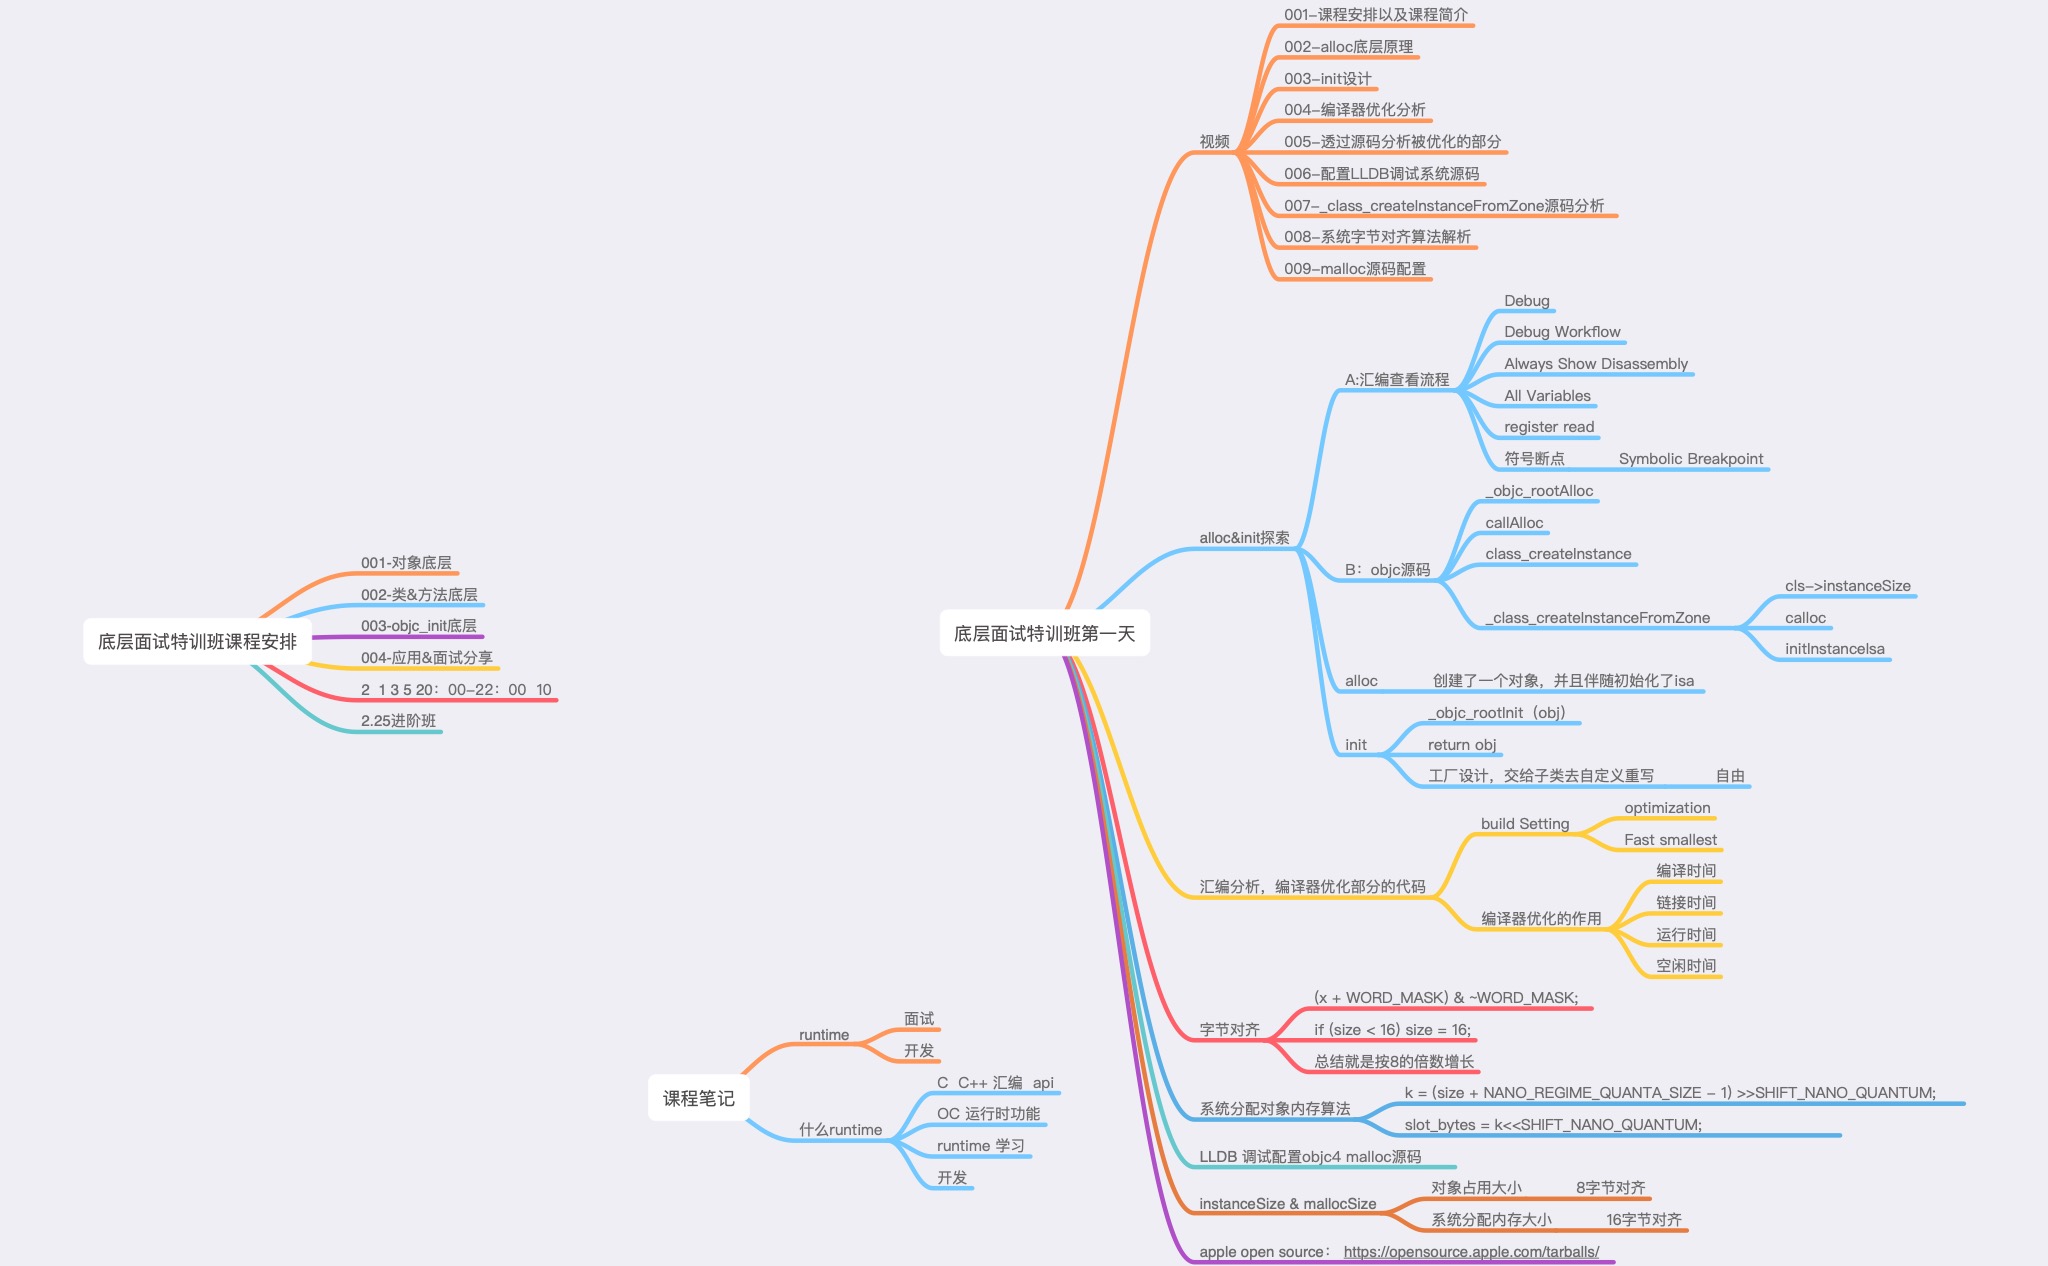 底层面试特训班课程安排
001-对象底层
002-类&方法底层
003-objc_init底层
004-应用&面试分享
2  1 3 5 20：00-22：00  10
2.25进阶班
底层面试特训班第一天
视频
001-课程安排以及课程简介
002-alloc底层原理
003-init设计
004-编译器优化分析
005-透过源码分析被优化的部分
006-配置LLDB调试系统源码
007-_class_createInstanceFromZone源码分析
008-系统字节对齐算法解析
009-malloc源码配置
alloc&init探索
A:汇编查看流程
Debug
Debug Workflow
Always Show Disassembly
All Variables
register read
符号断点
Symbolic Breakpoint
B：objc源码
_objc_rootAlloc
callAlloc
class_createInstance
_class_createInstanceFromZone
cls->instanceSize
calloc
initInstanceIsa
alloc
创建了一个对象，并且伴随初始化了isa
init
_objc_rootInit（obj）
return obj
工厂设计，交给子类去自定义重写
自由
汇编分析，编译器优化部分的代码
build Setting
optimization
Fast smallest
编译器优化的作用
编译时间
链接时间
运行时间
空闲时间
字节对齐
(x + WORD_MASK) & ~WORD_MASK;
if (size < 16) size = 16;
总结就是按8的倍数增长
系统分配对象内存算法
k = (size + NANO_REGIME_QUANTA_SIZE - 1) >>SHIFT_NANO_QUANTUM;
slot_bytes = k<<SHIFT_NANO_QUANTUM;
LLDB 调试配置objc4 malloc源码
instanceSize & mallocSize
对象占用大小
8字节对齐
系统分配内存大小
16字节对齐
apple open source： https://opensource.apple.com/tarballs/
课程笔记
runtime
面试
开发
什么runtime
C  C++ 汇编  api
OC 运行时功能
runtime 学习
开发